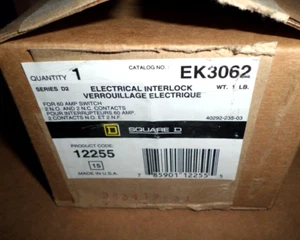 QUANTITY 1 CATALOG NO. EK3062
SERIES D2 ELECTRICAL INTERLOCK WT. 1 LB.
VERROUILLAGE ELECTRIQUE
FOR 60 AMP SWITCH
2 N.O. AND 2 N.C. CONTACTS
POUR INTERRUPTEURS 60 AMP.
2 CONTACTS N.O. ET 2 N.F.
40292-238-03
D SQUARE D
PRODUCT CODE:
12255
18
MADE IN U.S.A.
7 85901 12255 5